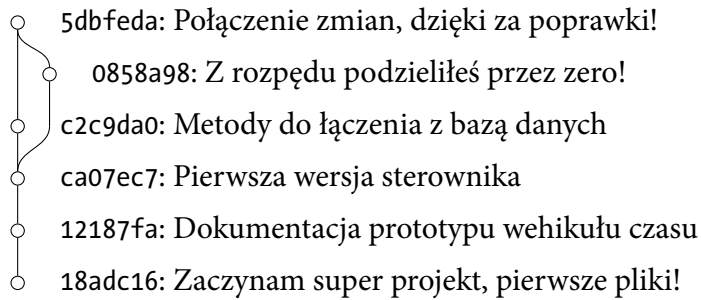 5dbfeda: Połączenie zmian, dzięki za poprawki!
0858a98: Z rozpędu podzieliłeś przez zero!
c2c9da0: Metody do łączenia z bazą danych
ca07ec7: Pierwsza wersja sterownika
12187fa: Dokumentacja prototypu wehikułu czasu
18adc16: Zaczynam super projekt, pierwsze pliki!